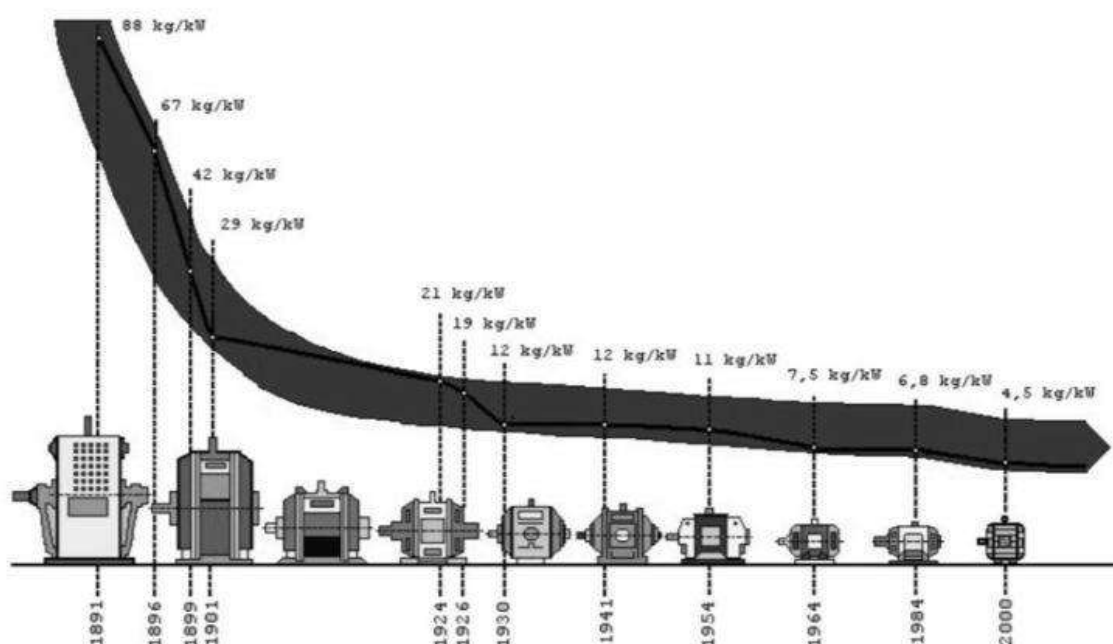 88 kg/kW
67 kg/kW
42 kg/kW
29 kg/kW
21 kg/kW
19 kg/kW
12 kg/kW
12 kg/kW
11 kg/kW
7,5 kg/kW
6,8 kg/kW
4,5 kg/kW
1891
1896
1899
1901
1924
1926
1930
1941
1954
1964
1984
2000